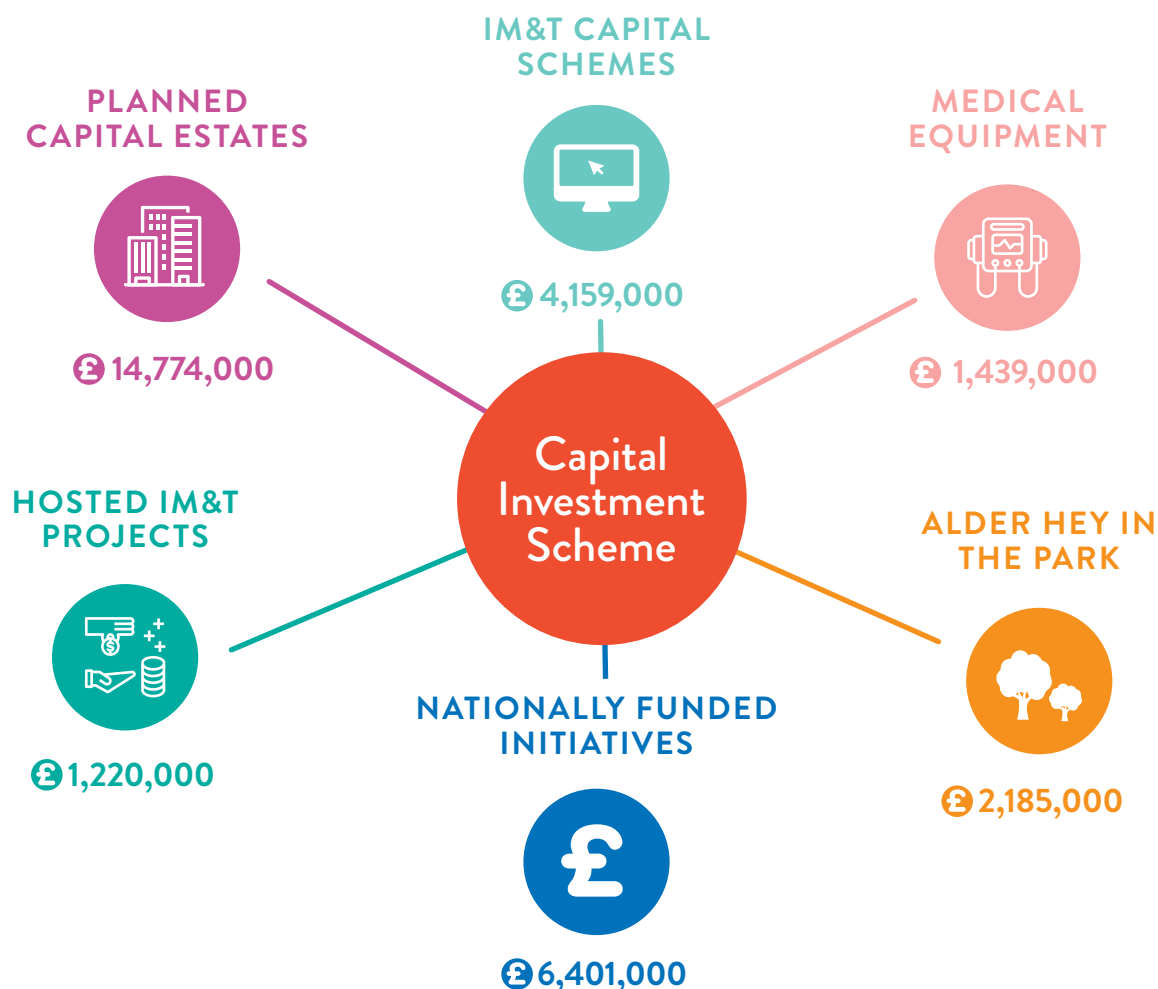 IM&T CAPITAL
SCHEMES
£ 4,159,000
PLANNED
CAPITAL ESTATES
£ 14,774,000
MEDICAL
EQUIPMENT
£ 1,439,000
Capital
Investment
Scheme
HOSTED IM&T
PROJECTS
$
£ 1,220,000
ALDER HEY IN
THE PARK
£ 2,185,000
NATIONALLY FUNDED
INITIATIVES
£
£ 6,401,000